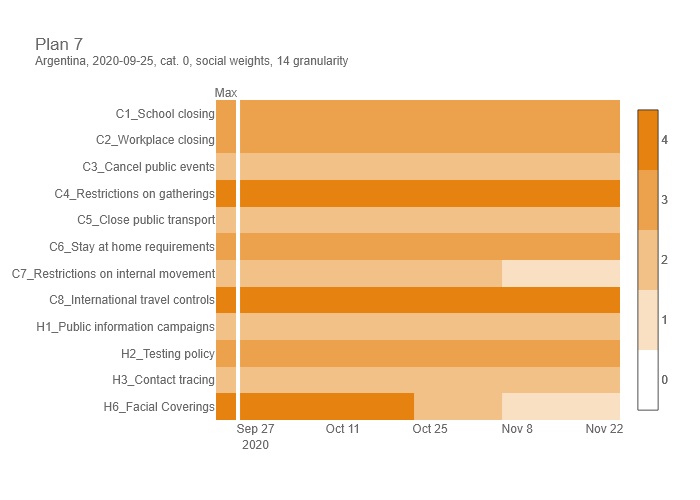 Plan 7
Argentina, 2020-09-25, cat. 0, social weights, 14 granularity
Max
C1_School closing
C2_Workplace closing
C3_Cancel public events
C4_Restrictions on gatherings
C5_Close public transport
C6_Stay at home requirements
C7_Restrictions on internal movement
C8_International travel controls
H1_Public information campaigns
H2_Testing policy
H3_Contact tracing
H6_Facial Coverings
Sep 27 Oct 11 Oct 25 Nov 8 Nov 22
2020
4
3
2
1
0